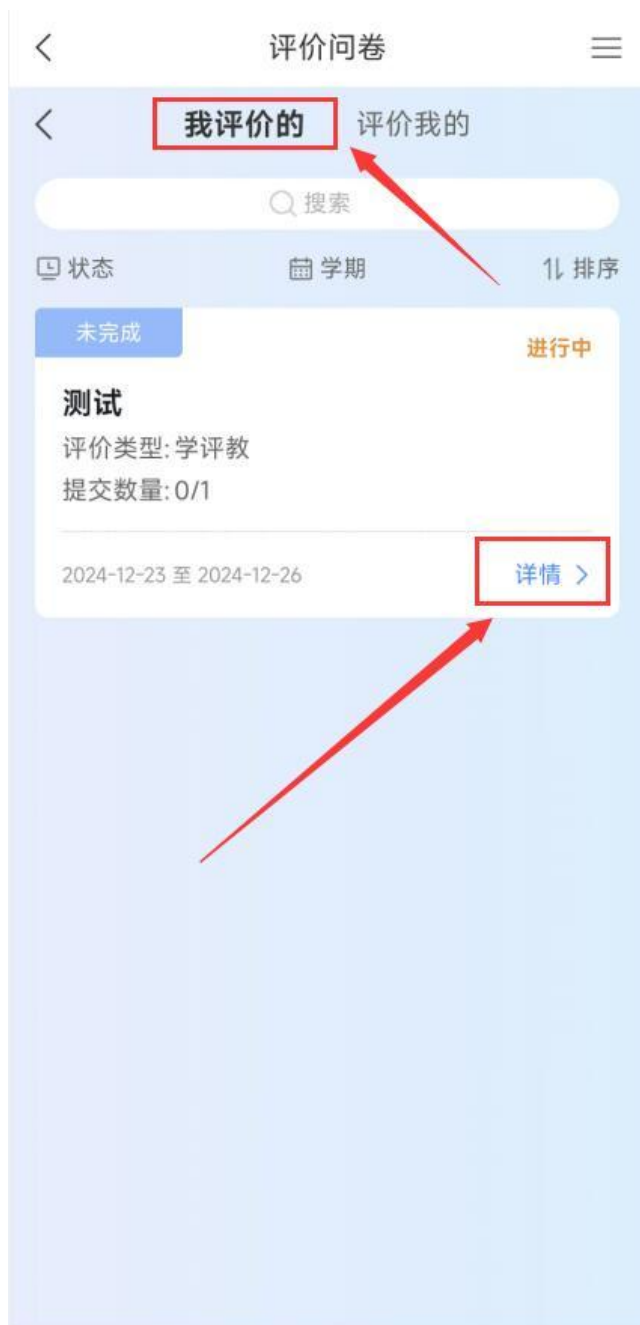 评价问卷
我评价的 评价我的
搜索
状态 学期 排序
未完成
进行中
测试
评价类型: 学评教
提交数量: 0/1
2024-12-23 至 2024-12-26 详情